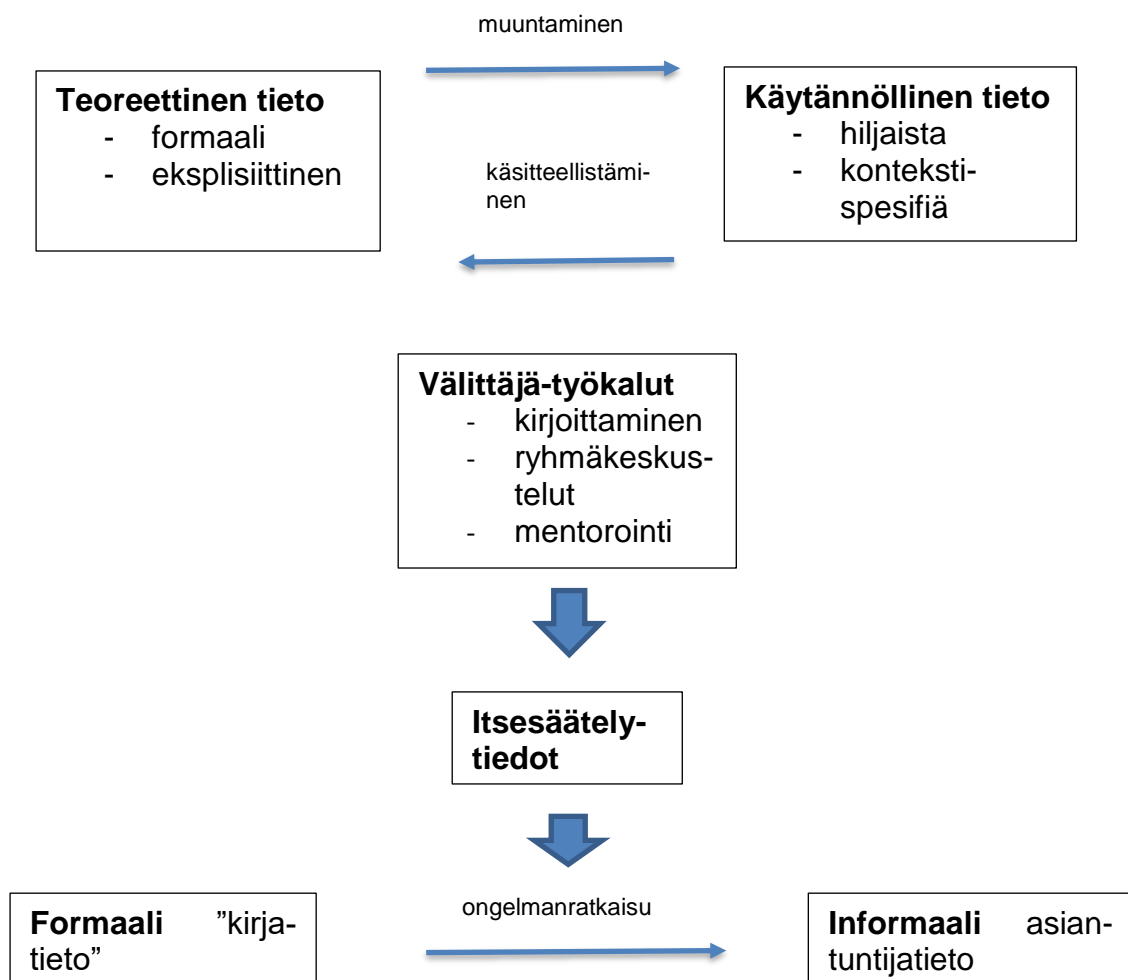 muuntaminen
Teoreettinen tieto
- formaali
- eksplisiittinen
käsitteellistämi-
nen
Käytännöllinen tieto
- hiljaista
- konteksti-
spesifiä
Välittäjä-työkalut
- kirjoittaminen
- ryhmäkeskus-
telut
- mentorointi
Itsesäätely-
tiedot
Formaali ”kirja-
tieto”
ongelmanratkaisu
Informaali asian-
tuntijatieto